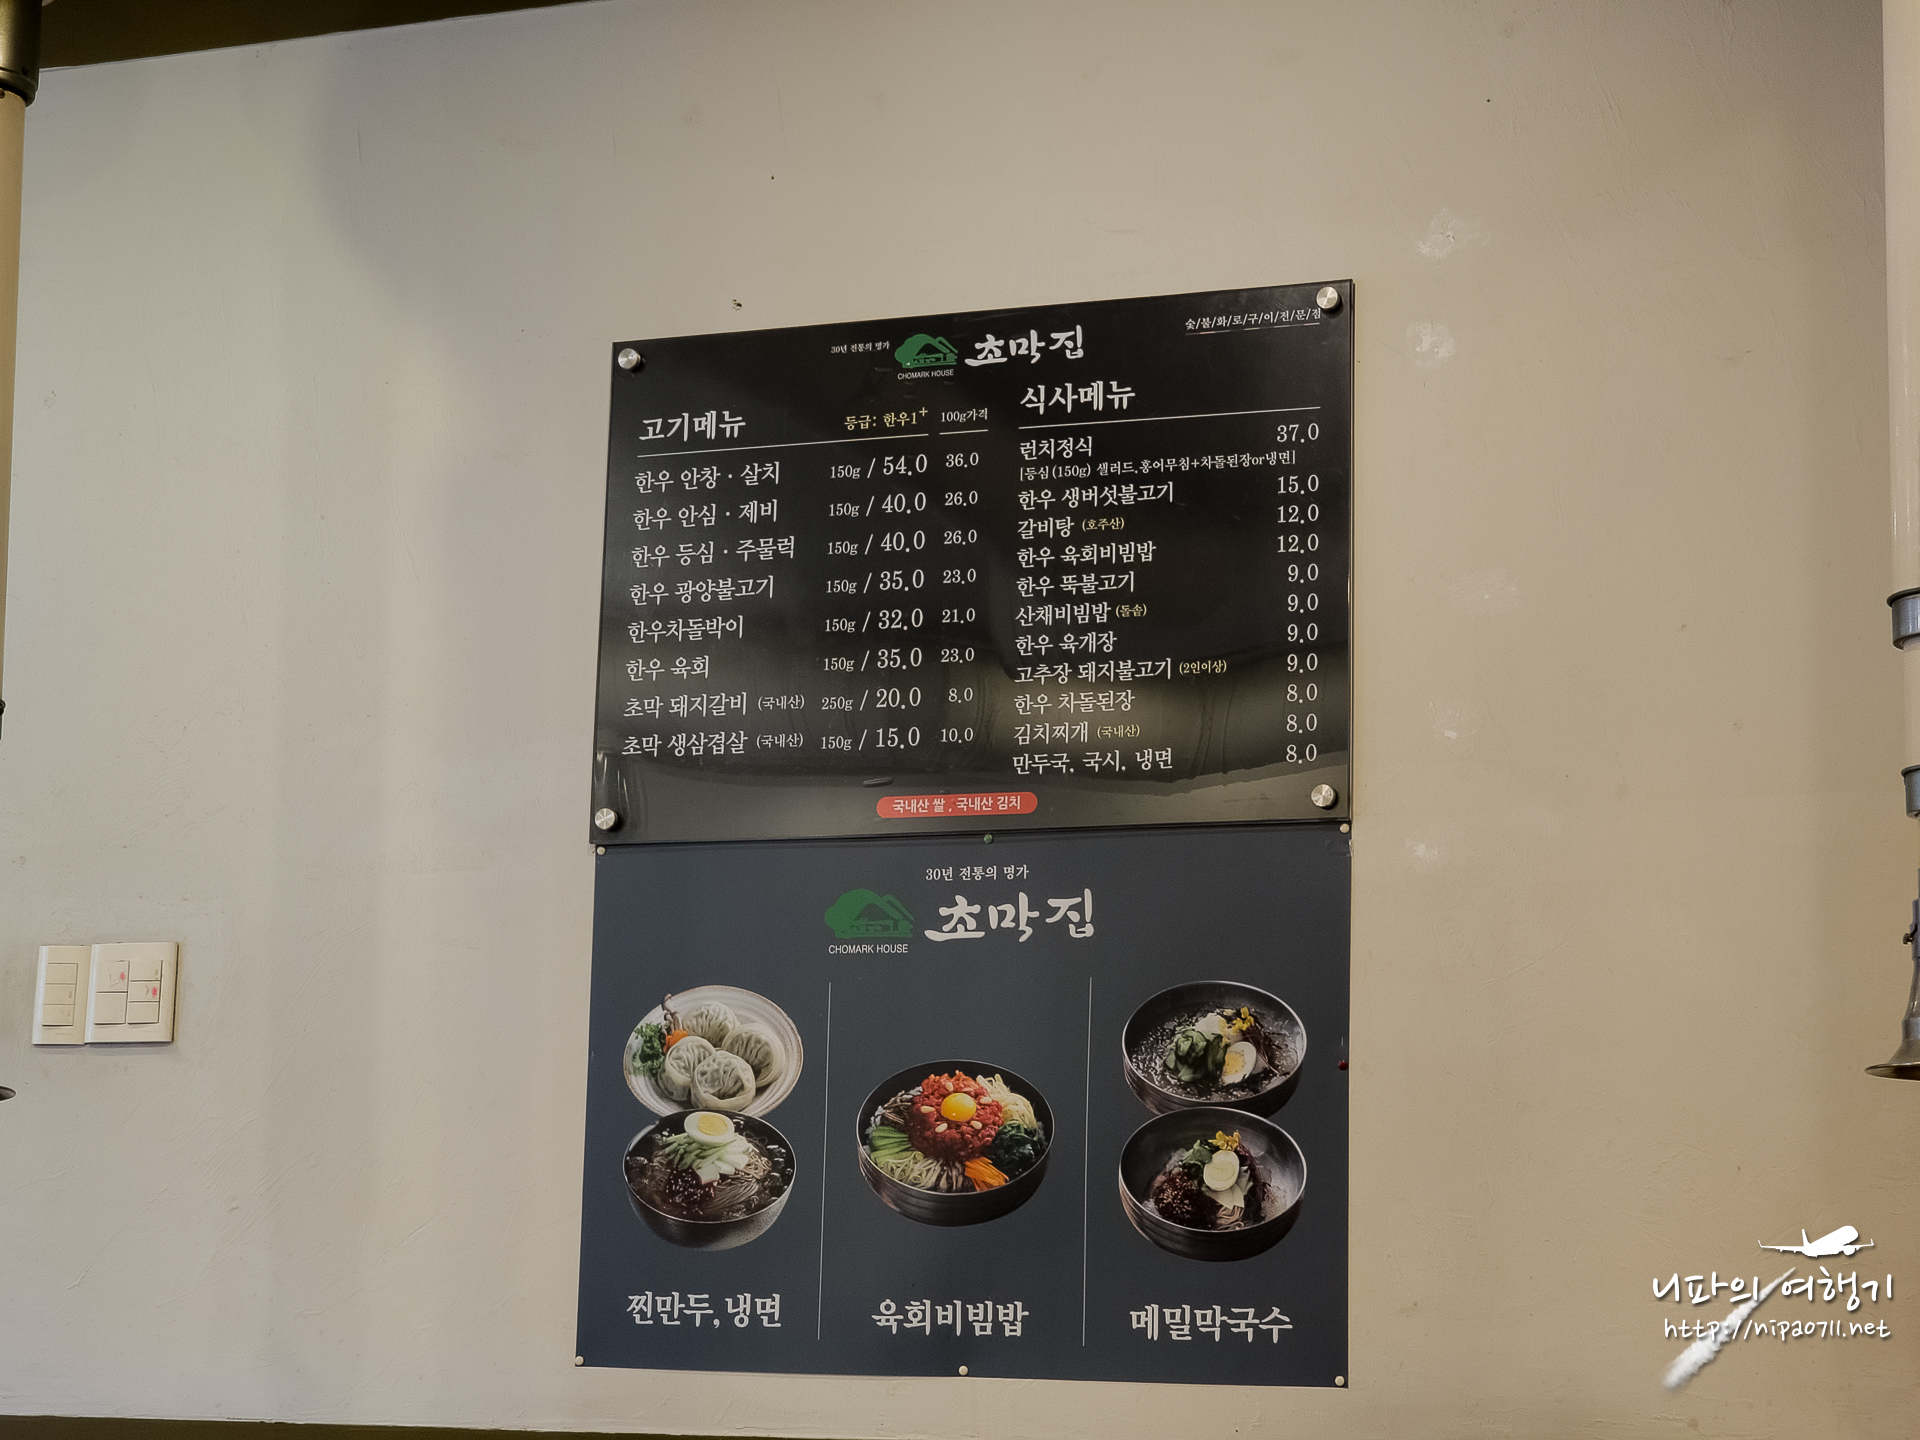 숯/불/화/로/구/이/전/문/점
30년 전통의 명가
초막집
CHOMARK HOUSE
고기메뉴 등급: 한우1+ 100g가격
한우 안창 · 살치 150g / 54.0 36.0
한우 안심 · 제비 150g / 40.0 26.0
한우 등심 · 주물럭 150g / 40.0 26.0
한우 광양불고기 150g / 35.0 23.0
한우차돌박이 150g / 32.0 21.0
한우 육회 150g / 35.0 23.0
초막 돼지갈비 (국내산) 250g / 20.0 8.0
초막 생삼겹살 (국내산) 150g / 15.0 10.0
식사메뉴
런치정식 37.0
[등심(150g) 샐러드.홍어무침+차돌된장or냉면]
한우 생버섯불고기 15.0
갈비탕 (호주산) 12.0
한우 육회비빔밥 12.0
한우 뚝불고기 9.0
산채비빔밥 (돌솥) 9.0
한우 육개장 9.0
고추장 돼지불고기 (2인이상) 9.0
한우 차돌된장 8.0
김치찌개 (국내산) 8.0
만두국, 국시, 냉면 8.0
국내산 쌀 , 국내산 김치
30년 전통의 명가
초막집
CHOMARK HOUSE
찐만두, 냉면
육회비빔밥
메밀막국수
니파의 여행기
http://nipa0711.net